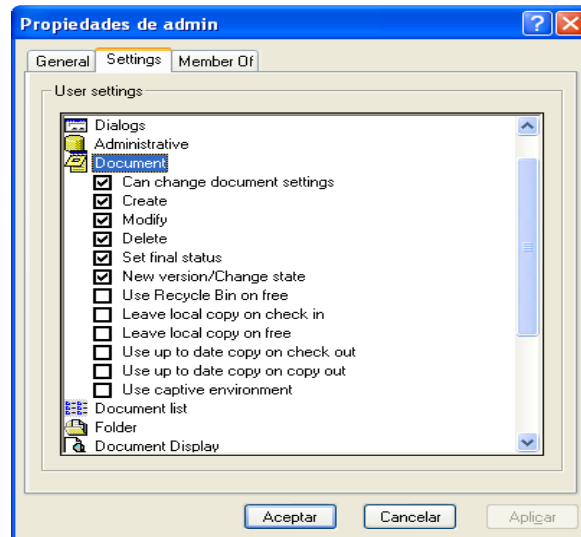 Propiedades de admin
General Settings Member Of
User settings
Dialogs
Administrative
Document
Can change document settings
Create
Modify
Delete
Set final status
New version/Change state
Use Recycle Bin on free
Leave local copy on check in
Leave local copy on free
Use up to date copy on check out
Use up to date copy on copy out
Use captive environment
Document list
Folder
Document Display
Aceptar Cancelar Aplicar